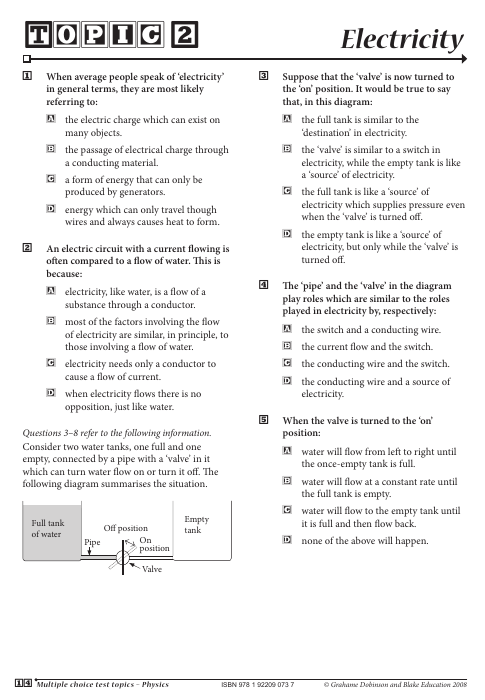 TOPIC 2
Electricity
1 When average people speak of ‘electricity’
in general terms, they are most likely
referring to:
A the electric charge which can exist on
many objects.
B the passage of electrical charge through
a conducting material.
C a form of energy that can only be
produced by generators.
D energy which can only travel though
wires and always causes heat to form.
2 An electric circuit with a current flowing is
often compared to a flow of water. This is
because:
A electricity, like water, is a flow of a
substance through a conductor.
B most of the factors involving the flow
of electricity are similar, in principle, to
those involving a flow of water.
C electricity needs only a conductor to
cause a flow of current.
D when electricity flows there is no
opposition, just like water.
Questions 3–8 refer to the following information.
Consider two water tanks, one full and one
empty, connected by a pipe with a ‘valve’ in it
which can turn water flow on or turn it off. The
following diagram summarises the situation.
Full tank
of water
Off position
Pipe
On
position
Valve
Empty
tank
3 Suppose that the ‘valve’ is now turned to
the ‘on’ position. It would be true to say
that, in this diagram:
A the full tank is similar to the
‘destination’ in electricity.
B the ‘valve’ is similar to a switch in
electricity, while the empty tank is like
a ‘source’ of electricity.
C the full tank is like a ‘source’ of
electricity which supplies pressure even
when the ‘valve’ is turned off.
D the empty tank is like a ‘source’ of
electricity, but only while the ‘valve’ is
turned off.
4 The ‘pipe’ and the ‘valve’ in the diagram
play roles which are similar to the roles
played in electricity by, respectively:
A the switch and a conducting wire.
B the current flow and the switch.
C the conducting wire and the switch.
D the conducting wire and a source of
electricity.
5 When the valve is turned to the ‘on’
position:
A water will flow from left to right until
the once-empty tank is full.
B water will flow at a constant rate until
the full tank is empty.
C water will flow to the empty tank until
it is full and then flow back.
D none of the above will happen.
14 Multiple choice test topics – Physics
ISBN 978 1 92209 073 7
© Grahame Dobinson and Blake Education 2008